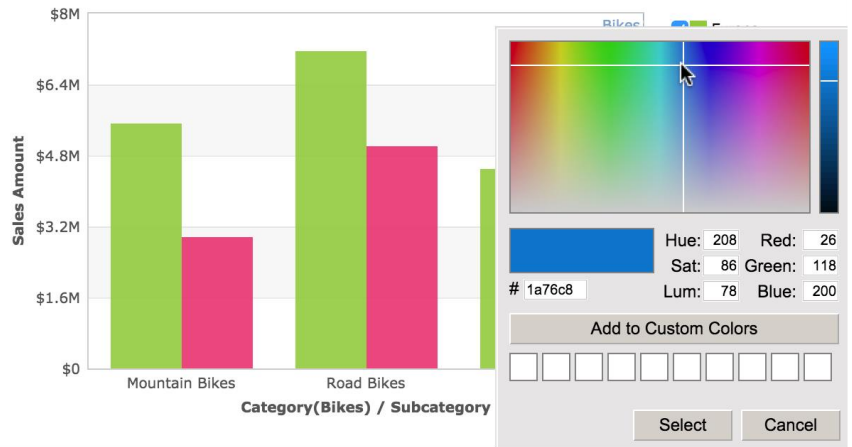 $8M
$6.4M
$4.8M
$3.2M
$1.6M
$0
Sales Amount
Mountain Bikes
Road Bikes
Category(Bikes) / Subcategory
Bikes
Hue: 208 Red: 26
Sat: 86 Green: 118
# 1a76c8 Lum: 78 Blue: 200
Add to Custom Colors
Select Cancel